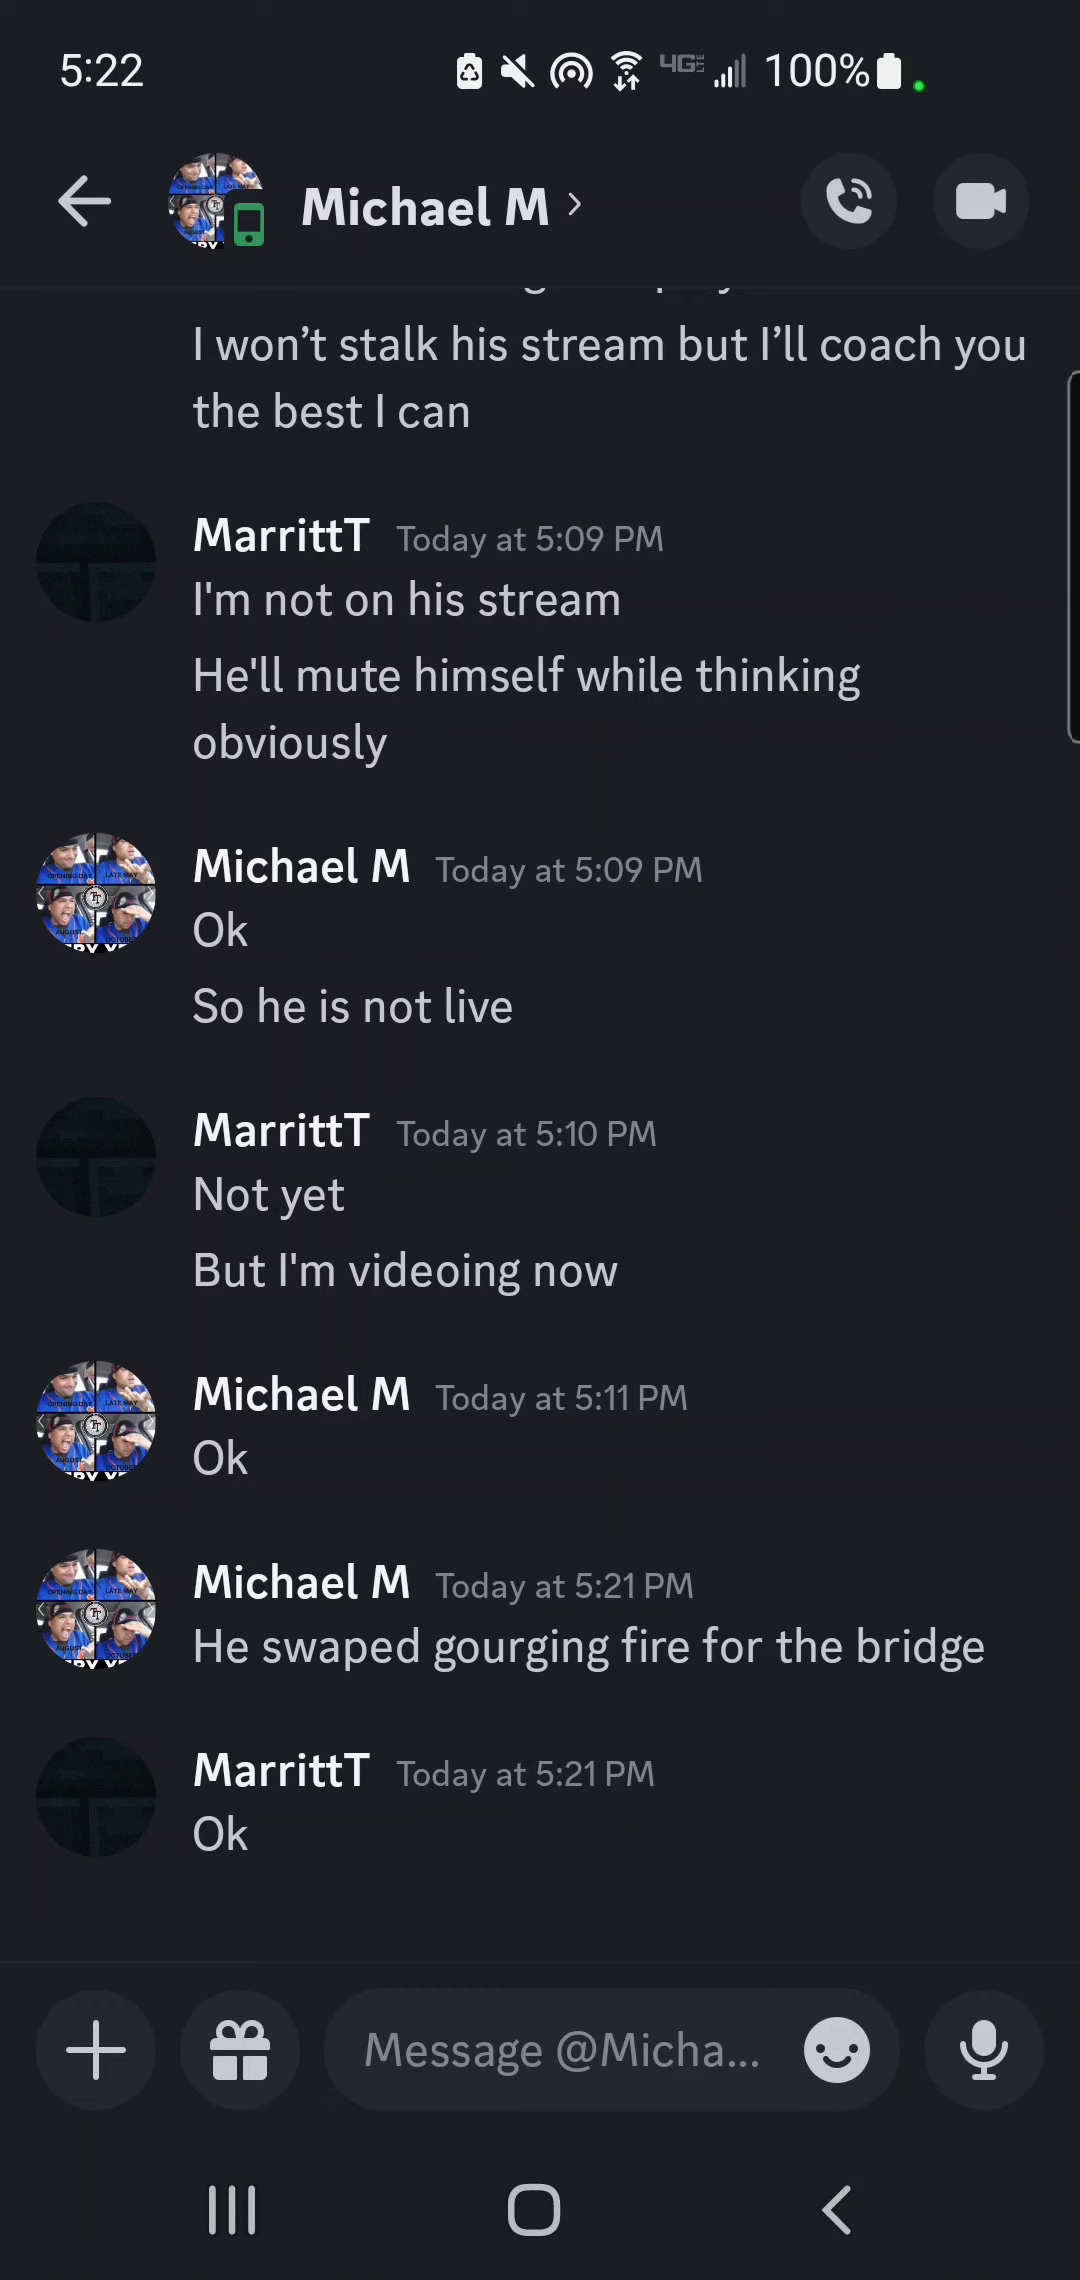 5:22
4G LTE
100%
Michael M
I won’t stalk his stream but I’ll coach you
the best I can
MarrittT Today at 5:09 PM
I'm not on his stream
He'll mute himself while thinking
obviously
Michael M Today at 5:09 PM
Ok
So he is not live
MarrittT Today at 5:10 PM
Not yet
But I'm videoing now
Michael M Today at 5:11 PM
Ok
Michael M Today at 5:21 PM
He swaped gourging fire for the bridge
MarrittT Today at 5:21 PM
Ok
Message @Micha...